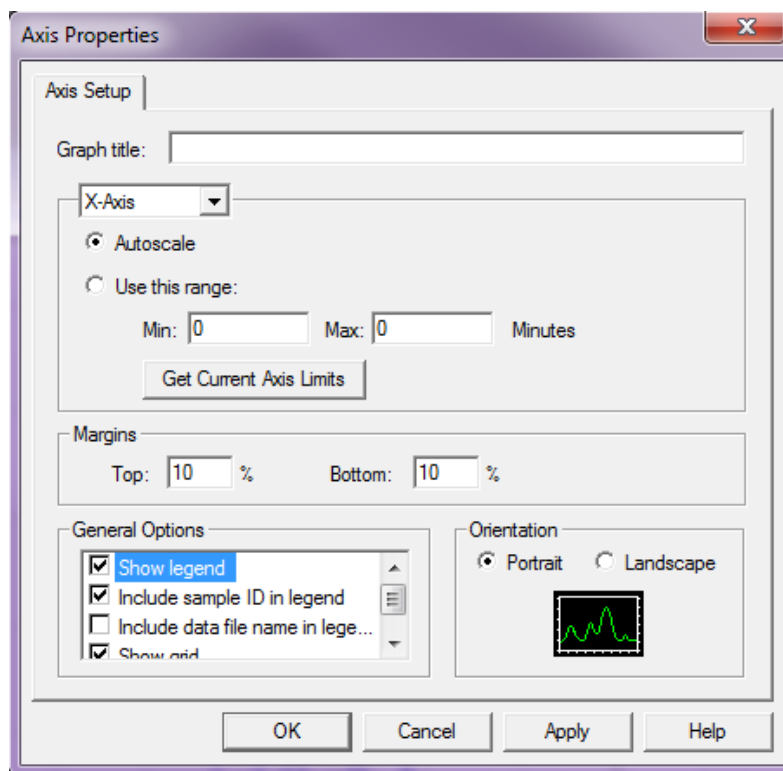 Axis Properties
Axis Setup
Graph title:
X-Axis
Autoscale
Use this range:
Min: 0 Max: 0 Minutes
Get Current Axis Limits
Margins
Top: 10 % Bottom: 10 %
General Options
Show legend
Include sample ID in legend
Include data file name in lege...
Show grid
Orientation
Portrait Landscape
OK Cancel Apply Help